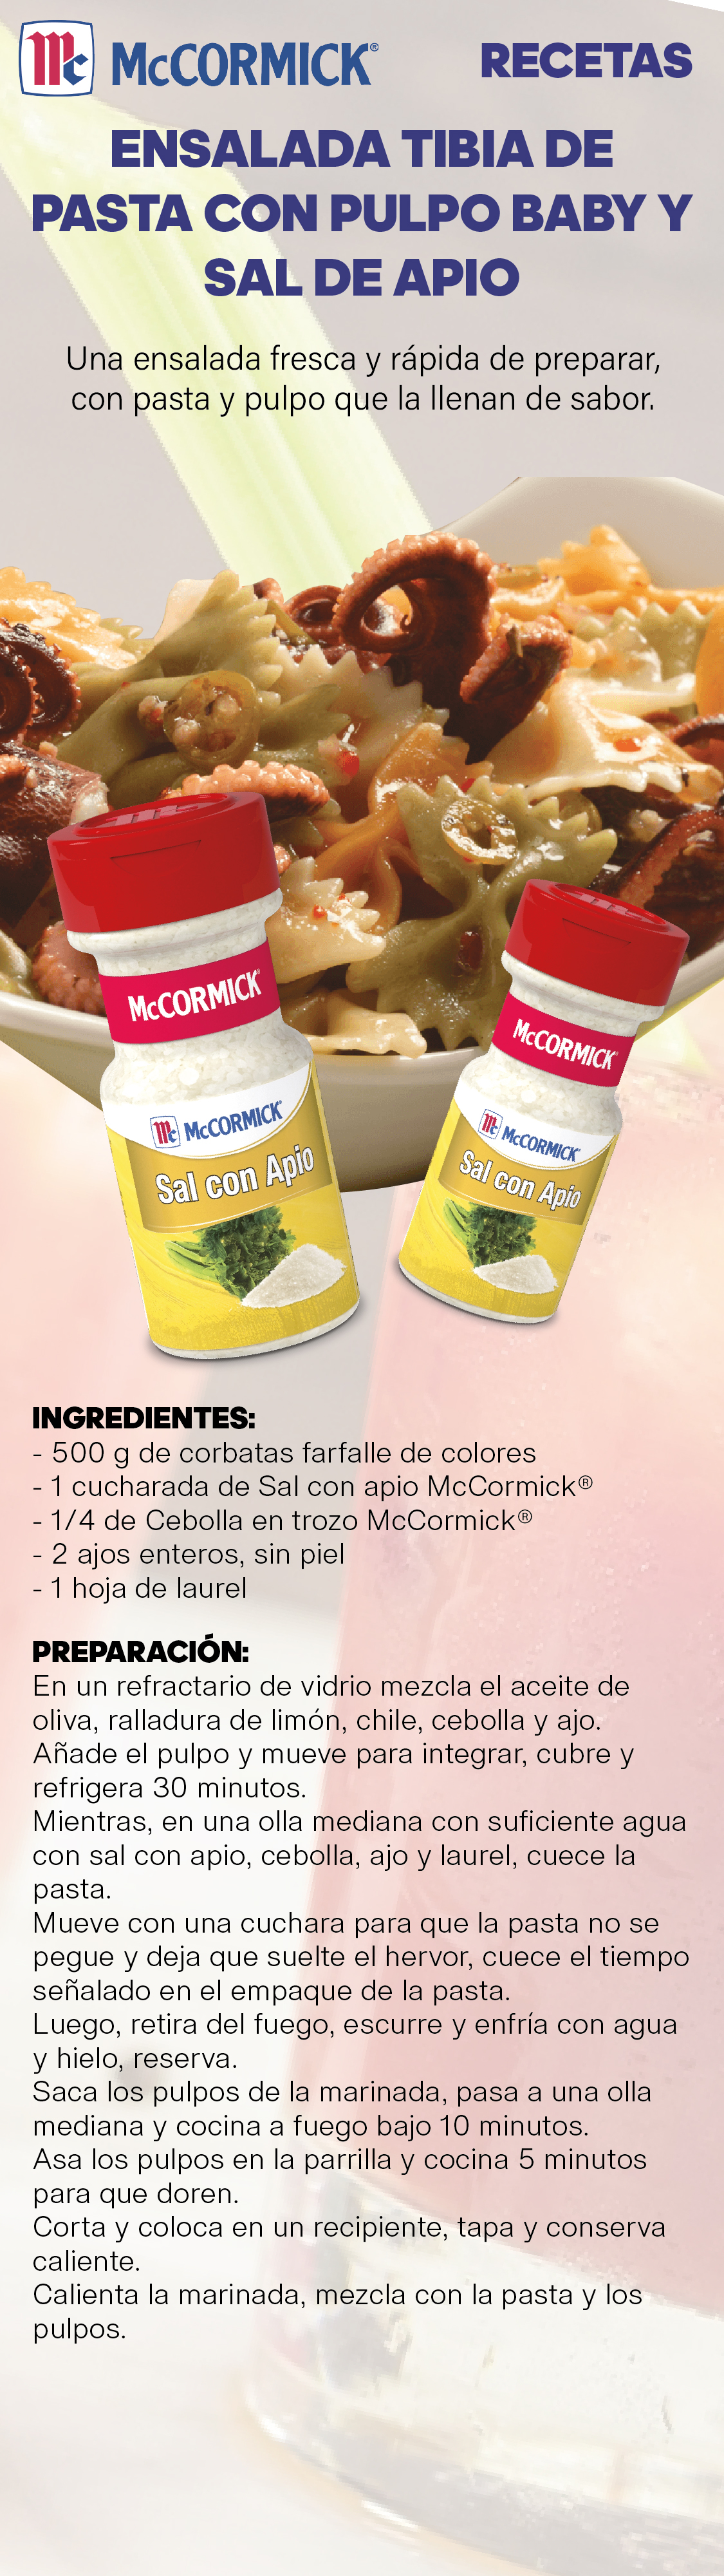 Mc McCORMICK® RECETAS
ENSALADA TIBIA DE
PASTA CON PULPO BABY Y
SAL DE APIO
Una ensalada fresca y rápida de preparar,
con pasta y pulpo que la llenan de sabor.
McCORMICK®
Mc McCORMICK®
Sal con Apio
McCORMICK®
Mc McCORMICK®
Sal con Apio
INGREDIENTES:
- 500 g de corbatas farfalle de colores
- 1 cucharada de Sal con apio McCormick®
- 1/4 de Cebolla en trozo McCormick®
- 2 ajos enteros, sin piel
- 1 hoja de laurel
PREPARACIÓN:
En un refractario de vidrio mezcla el aceite de
oliva, ralladura de limón, chile, cebolla y ajo.
Añade el pulpo y mueve para integrar, cubre y
refrigera 30 minutos.
Mientras, en una olla mediana con suficiente agua
con sal con apio, cebolla, ajo y laurel, cuece la
pasta.
Mueve con una cuchara para que la pasta no se
pegue y deja que suelte el hervor, cuece el tiempo
señalado en el empaque de la pasta.
Luego, retira del fuego, escurre y enfría con agua
y hielo, reserva.
Saca los pulpos de la marinada, pasa a una olla
mediana y cocina a fuego bajo 10 minutos.
Asa los pulpos en la parrilla y cocina 5 minutos
para que doren.
Corta y coloca en un recipiente, tapa y conserva
caliente.
Calienta la marinada, mezcla con la pasta y los
pulpos.